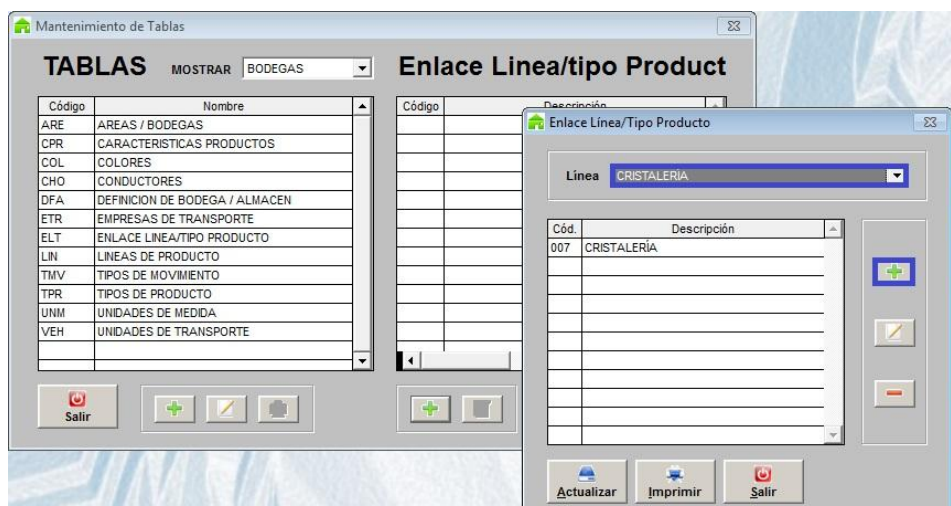 Mantenimiento de Tablas
TABLAS MOSTRAR BODEGAS
Código Nombre
ARE AREAS / BODEGAS
CPR CARACTERISTICAS PRODUCTOS
COL COLORES
CHO CONDUCTORES
DFA DEFINICION DE BODEGA / ALMACEN
ETR EMPRESAS DE TRANSPORTE
ELT ENLACE LINEA/TIPO PRODUCTO
LIN LINEAS DE PRODUCTO
TMV TIPOS DE MOVIMIENTO
TPR TIPOS DE PRODUCTO
UNM UNIDADES DE MEDIDA
VEH UNIDADES DE TRANSPORTE
Salir
Enlace Linea/tipo Product
Código Descripción
Enlace Línea/Tipo Producto
Línea CRISTALERÍA
Cód. Descripción
007 CRISTALERÍA
Actualizar Imprimir Salir